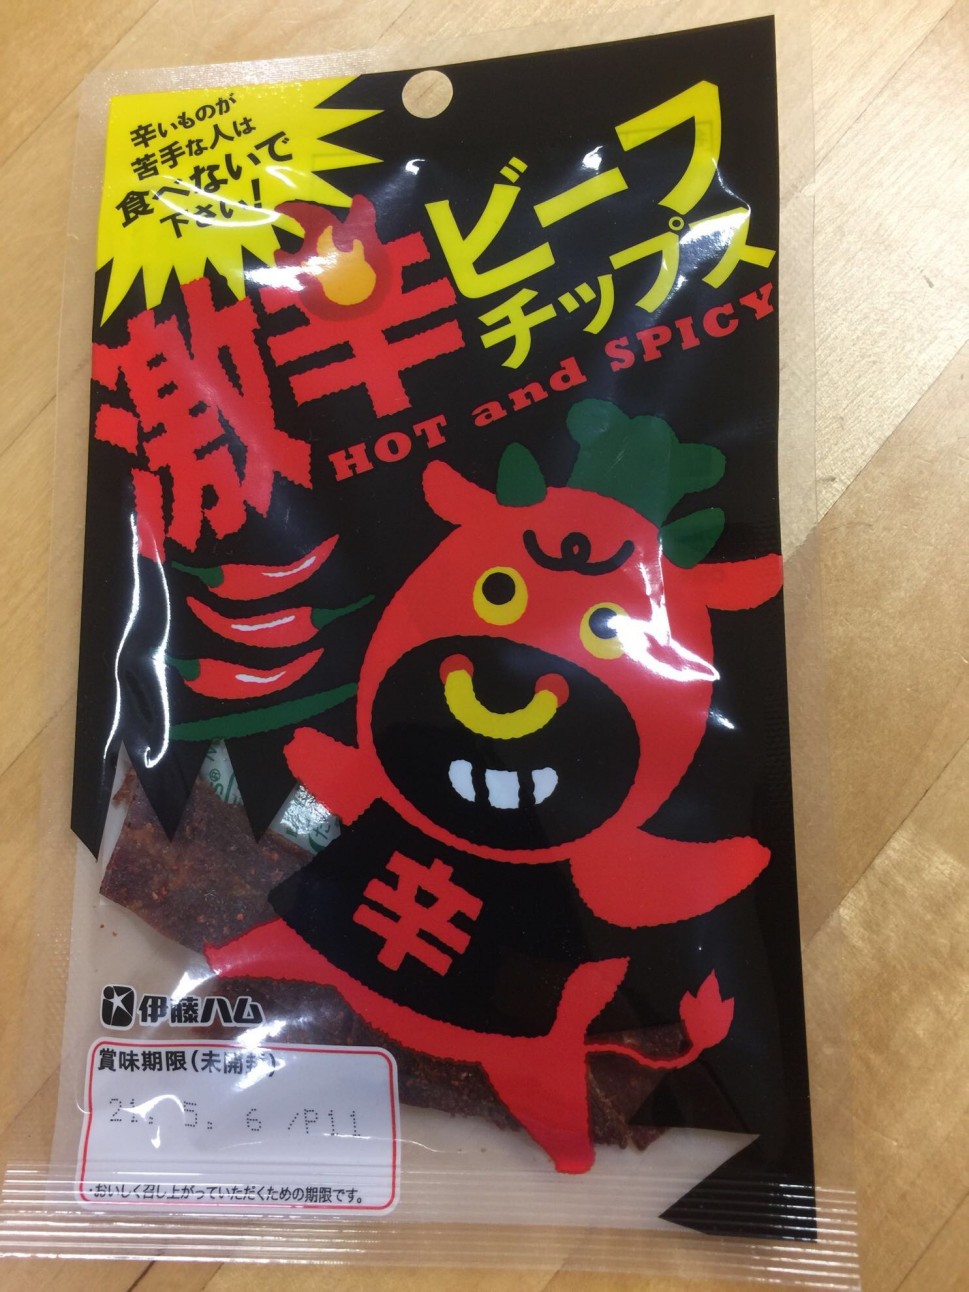 辛いものが
苦手な人は
食べないで
下さい!
激辛
ビーフ
チップス
HOT and SPICY
辛
伊藤ハム
賞味期限(未開封)
21. 5. 6 /P11
・おいしく召し上がっていただくための期限です。